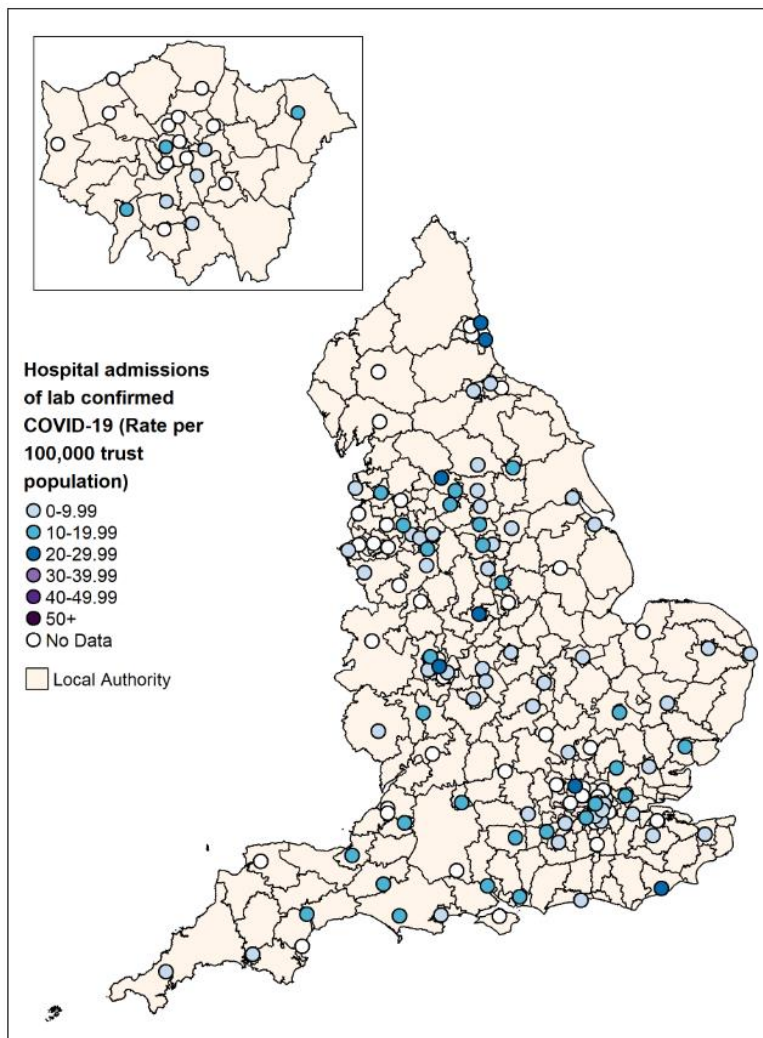 Hospital admissions
of lab confirmed
COVID-19 (Rate per
100,000 trust
population)
0-9.99
10-19.99
20-29.99
30-39.99
40-49.99
50+
No Data
Local Authority